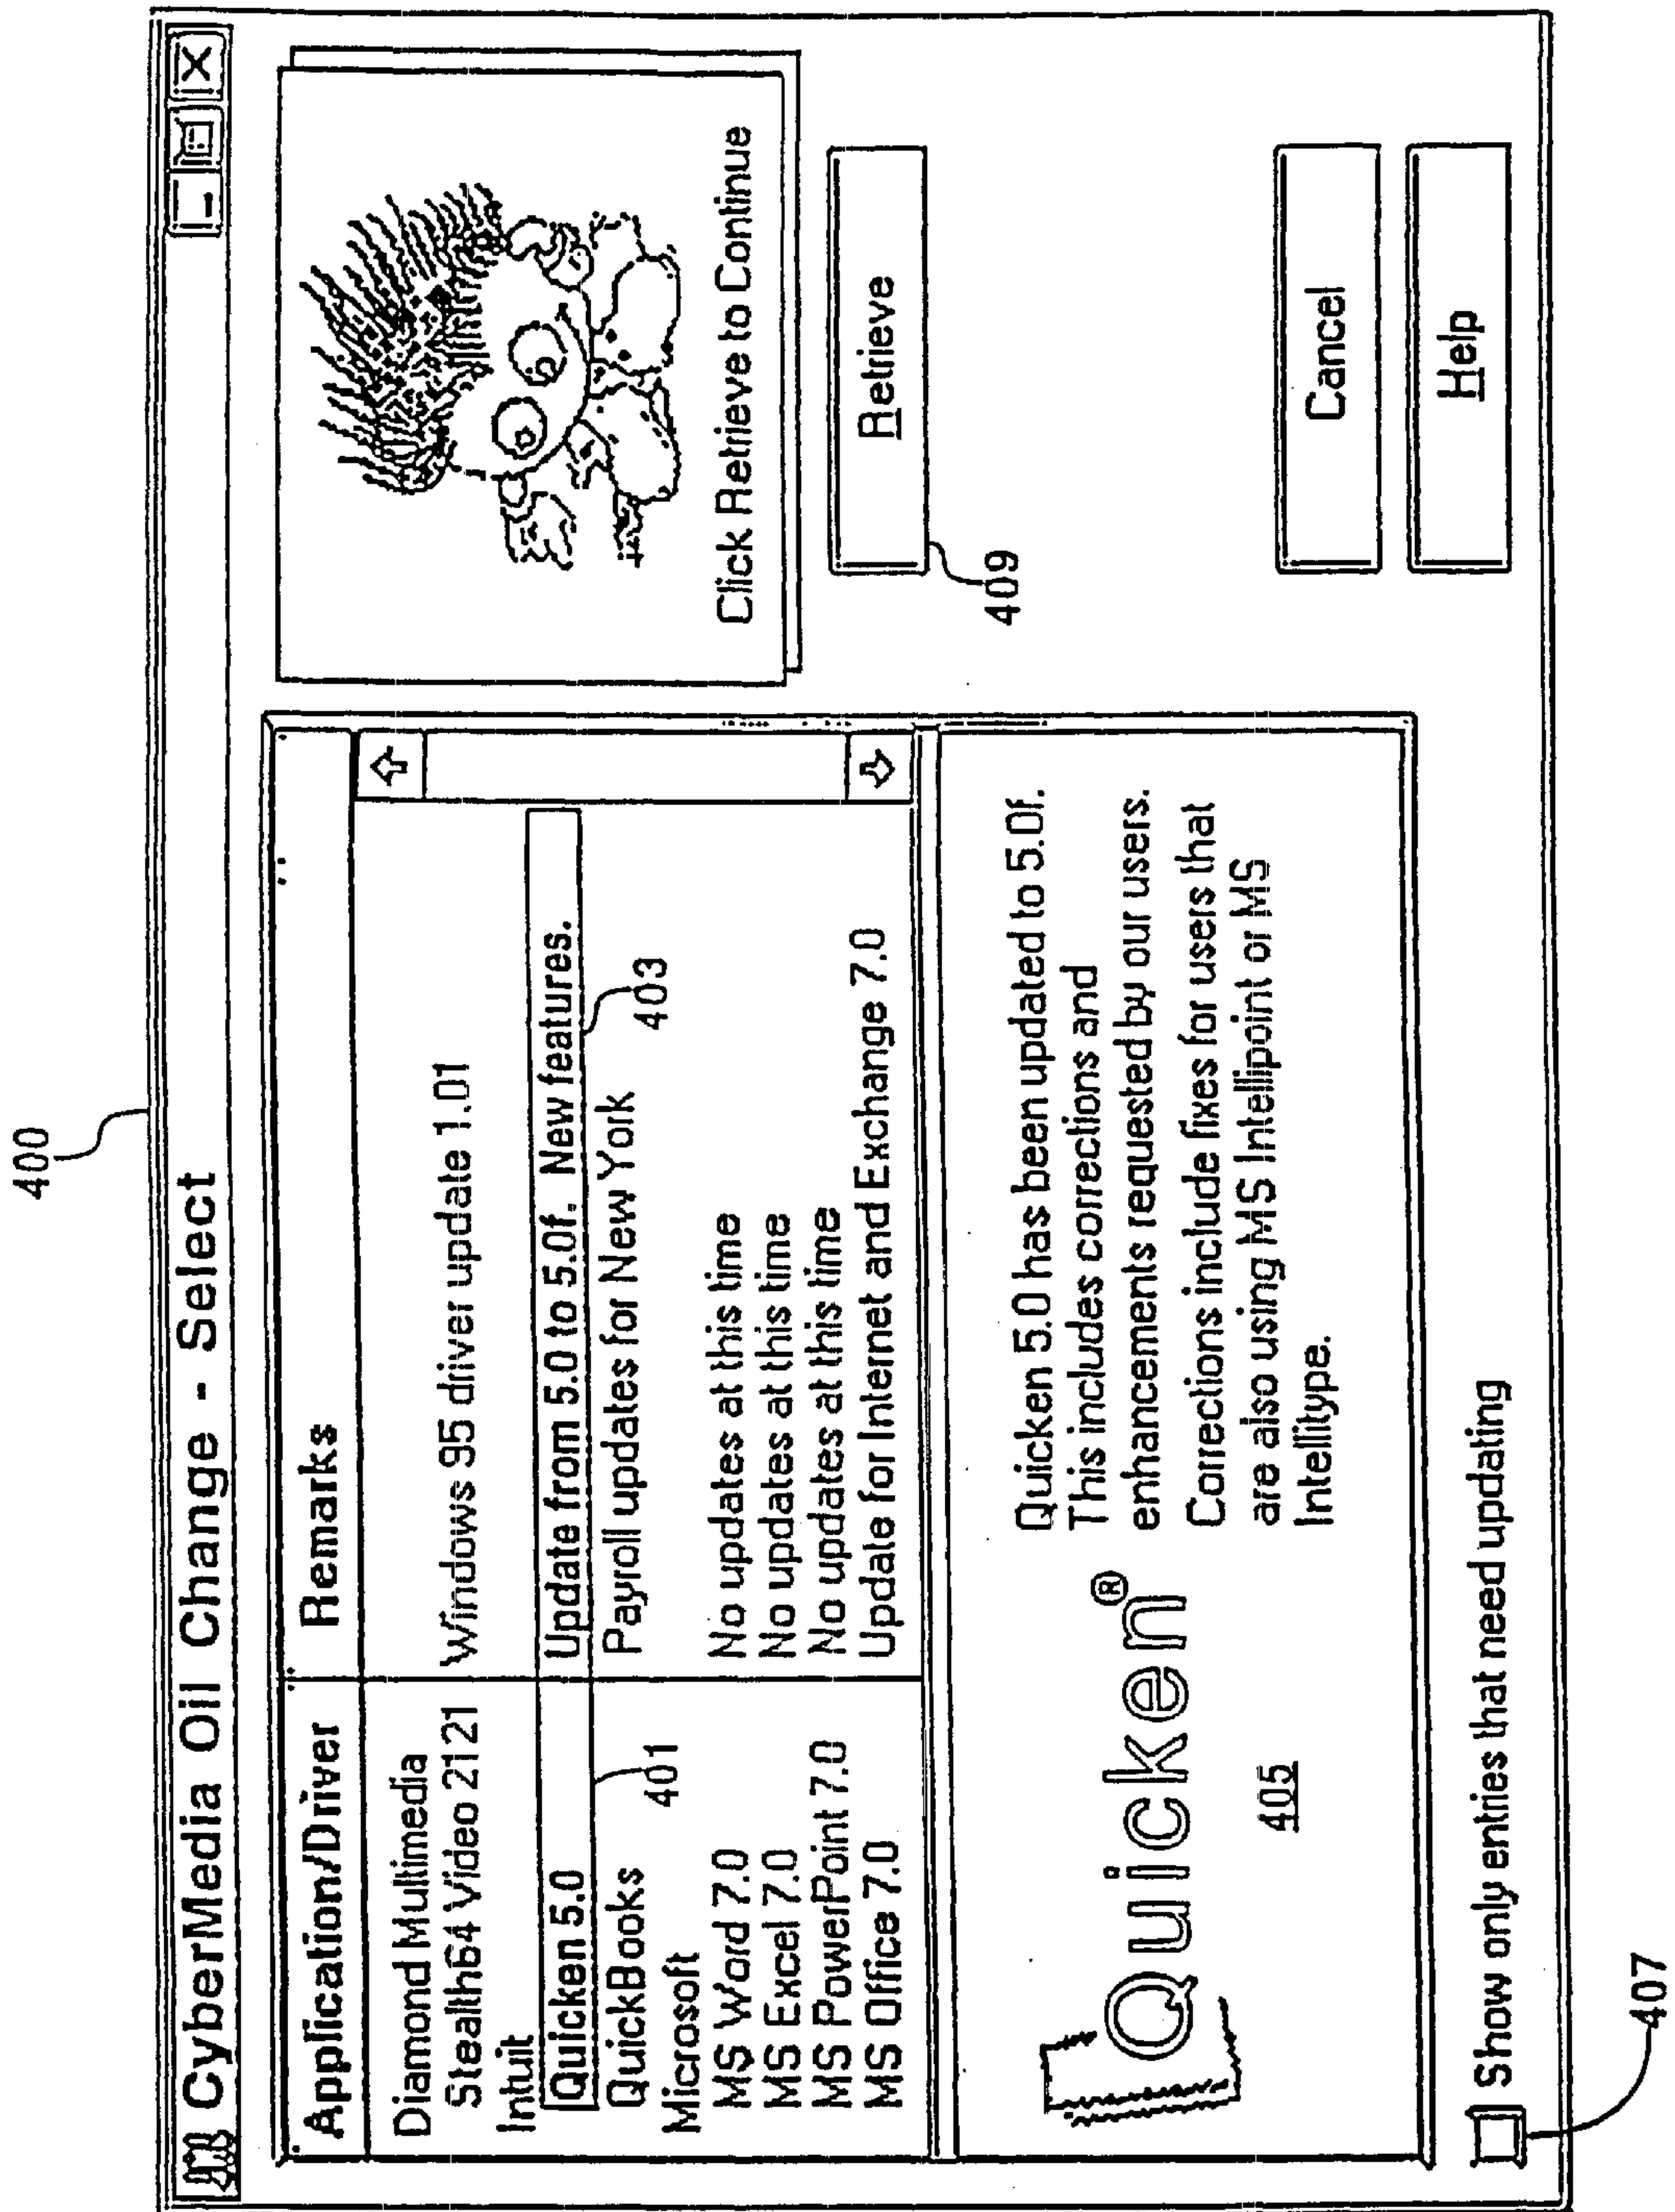 400
CyberMedia Oil Change - Select
Application/Driver Remarks
Diamond Multimedia
Stealth64 Video 2121 Windows 95 driver update 1.01
Intuit
Quicken 5.0 Update from 5.0 to 5.0f. New features.
QuickBooks Payroll updates for New York
401 403
Microsoft
MS Word 7.0 No updates at this time
MS Excel 7.0 No updates at this time
MS PowerPoint 7.0 No updates at this time
MS Office 7.0 Update for Internet and Exchange 7.0
Quicken®
405
Quicken 5.0 has been updated to 5.0f.
This includes corrections and
enhancements requested by our users.
Corrections include fixes for users that
are also using MS Intellipoint or MS
Intellitype.
Show only entries that need updating
407
Click Retrieve to Continue
Retrieve
409
Cancel
Help